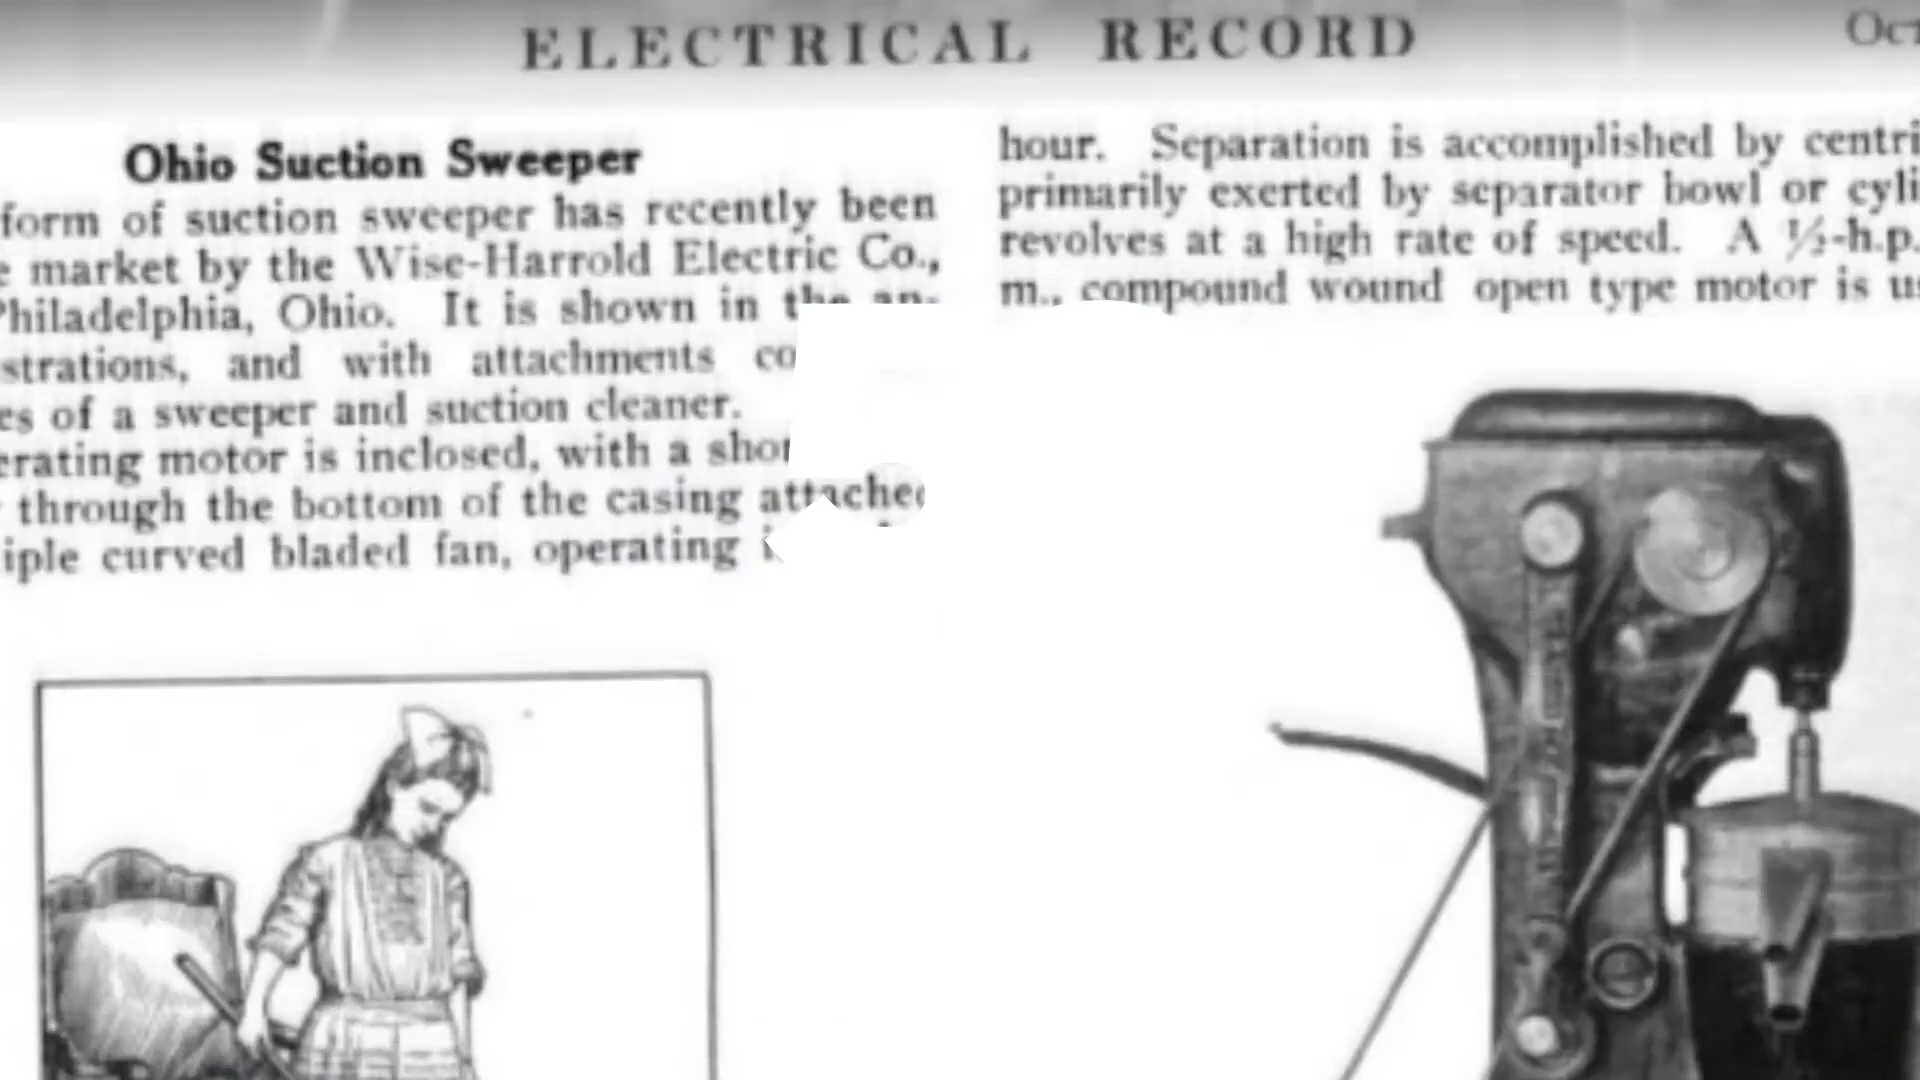 ELECTRICAL RECORD
Ohio Suction Sweeper
form of suction sweeper has recently been
market by the Wise-Harrold Electric Co.,
Philadelphia, Ohio. It is shown in the an-
strations, and with attachments co
es of a sweeper and suction cleaner.
erating motor is inclosed, with a shor
through the bottom of the casing attached
iple curved bladed fan, operating
hour. Separation is accomplished by centri
primarily exerted by separator bowl or cyli
revolves at a high rate of speed. A ½-h.p.
m., compound wound open type motor is us